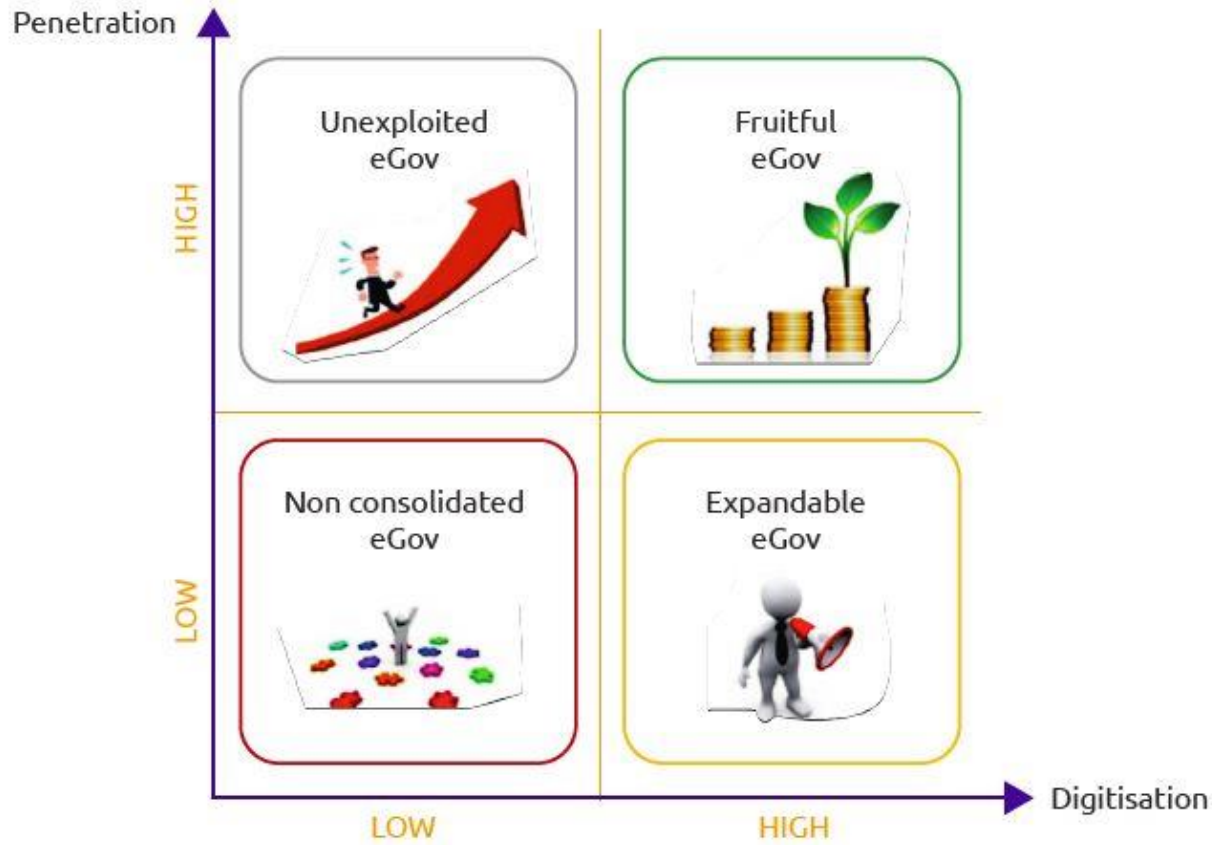 Penetration
HIGH
Unexploited
eGov
Fruitful
eGov
LOW
Non consolidated
eGov
Expandable
eGov
LOW
HIGH
Digitisation